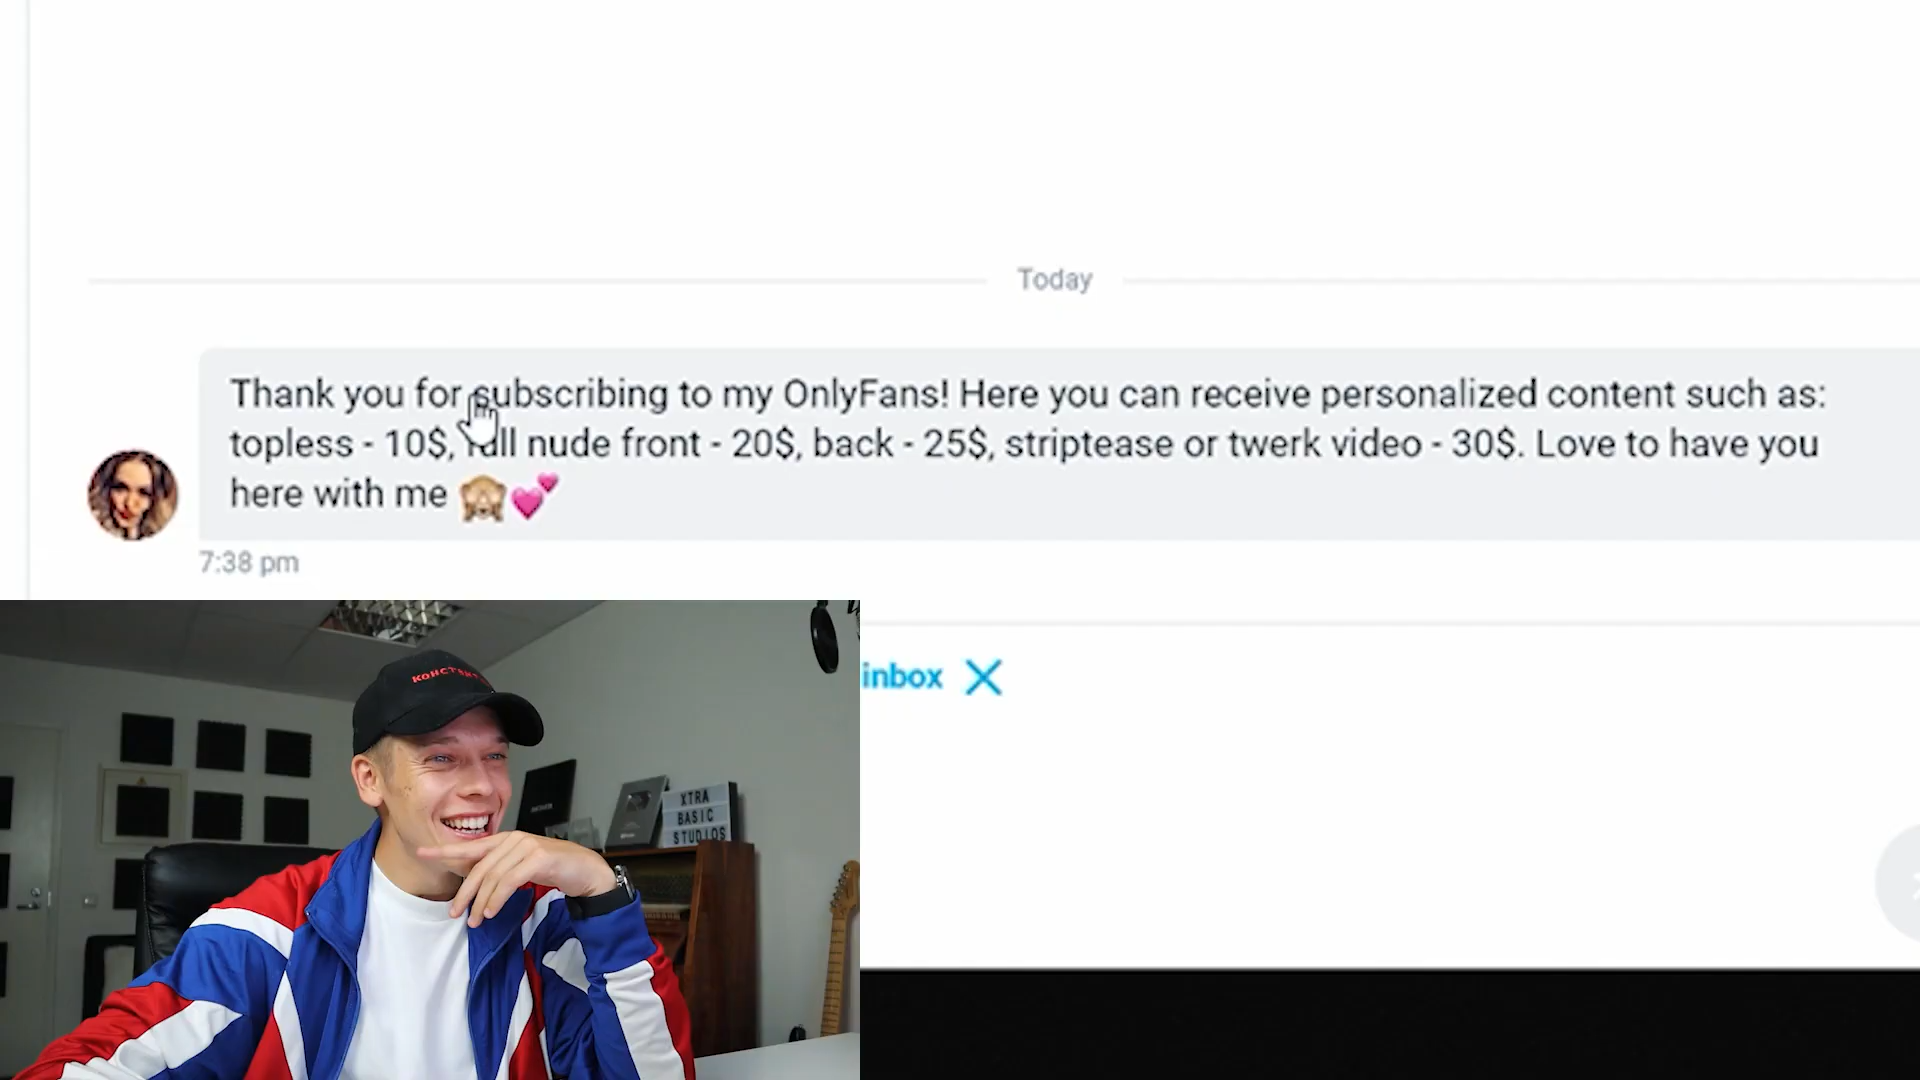 Today
Thank you for subscribing to my OnlyFans! Here you can receive personalized content such as:
topless - 10$, full nude front - 20$, back - 25$, striptease or twerk video - 30$. Love to have you
here with me 🙈💕
7:38 pm
inbox
XTRA
BASIC
STUDIOS